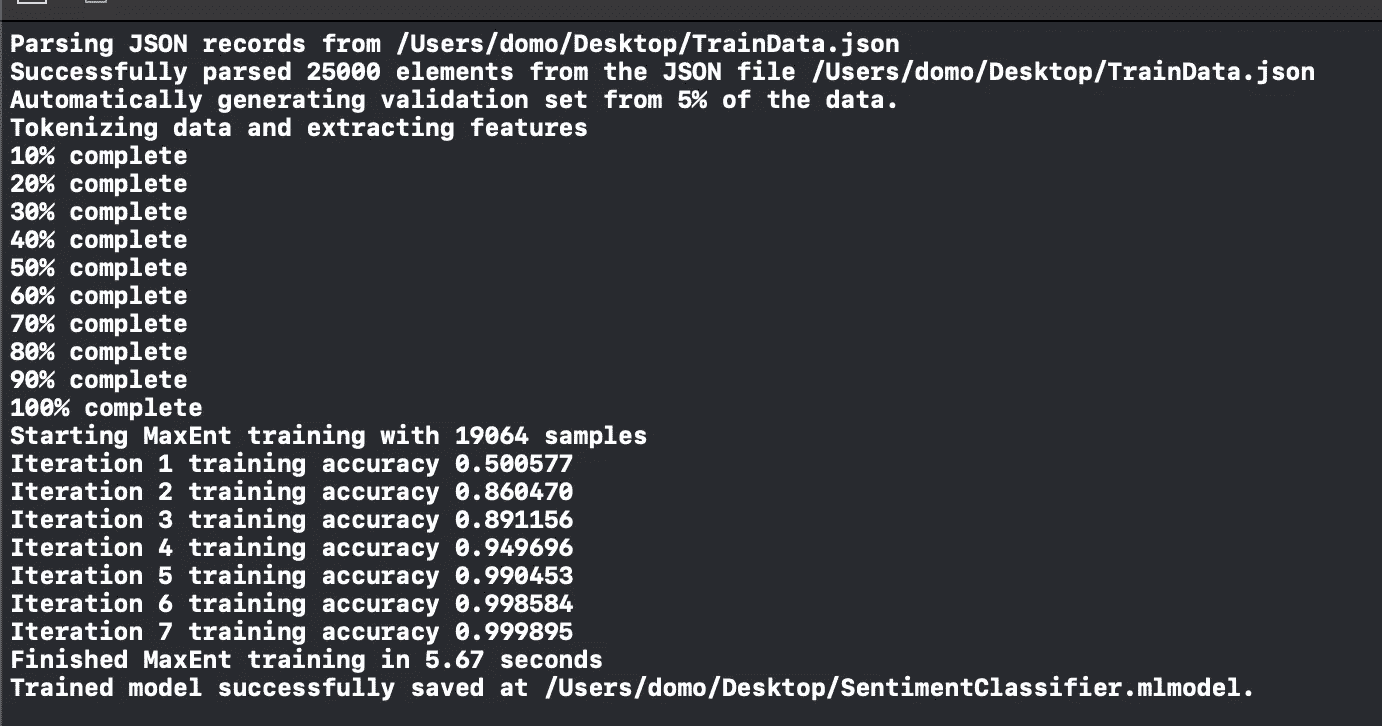 Parsing JSON records from /Users/domo/Desktop/TrainData.json
Successfully parsed 25000 elements from the JSON file /Users/domo/Desktop/TrainData.json
Automatically generating validation set from 5% of the data.
Tokenizing data and extracting features
10% complete
20% complete
30% complete
40% complete
50% complete
60% complete
70% complete
80% complete
90% complete
100% complete
Starting MaxEnt training with 19064 samples
Iteration 1 training accuracy 0.500577
Iteration 2 training accuracy 0.860470
Iteration 3 training accuracy 0.891156
Iteration 4 training accuracy 0.949696
Iteration 5 training accuracy 0.990453
Iteration 6 training accuracy 0.998584
Iteration 7 training accuracy 0.999895
Finished MaxEnt training in 5.67 seconds
Trained model successfully saved at /Users/domo/Desktop/SentimentClassifier.mlmodel.